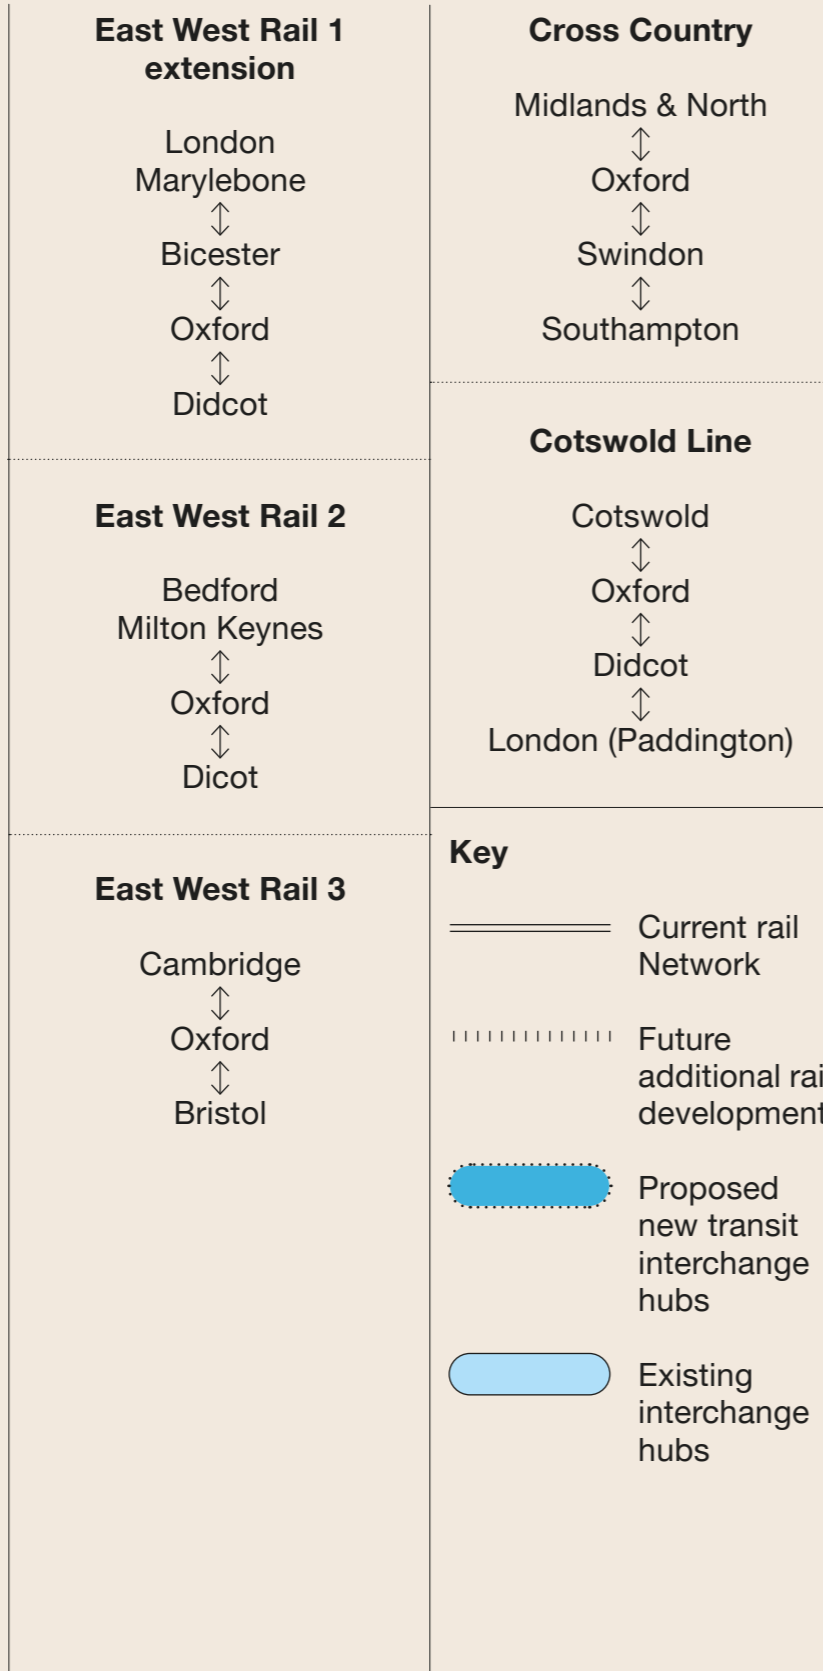 East West Rail 1
extension
London
Marylebone
Bicester
Oxford
Didcot
East West Rail 2
Bedford
Milton Keynes
Oxford
Dicot
East West Rail 3
Cambridge
Oxford
Bristol
Cross Country
Midlands & North
Oxford
Swindon
Southampton
Cotswold Line
Cotswold
Oxford
Didcot
London (Paddington)
Key
Current rail
Network
Future
additional rai
development
Proposed
new transit
interchange
hubs
Existing
interchange
hubs